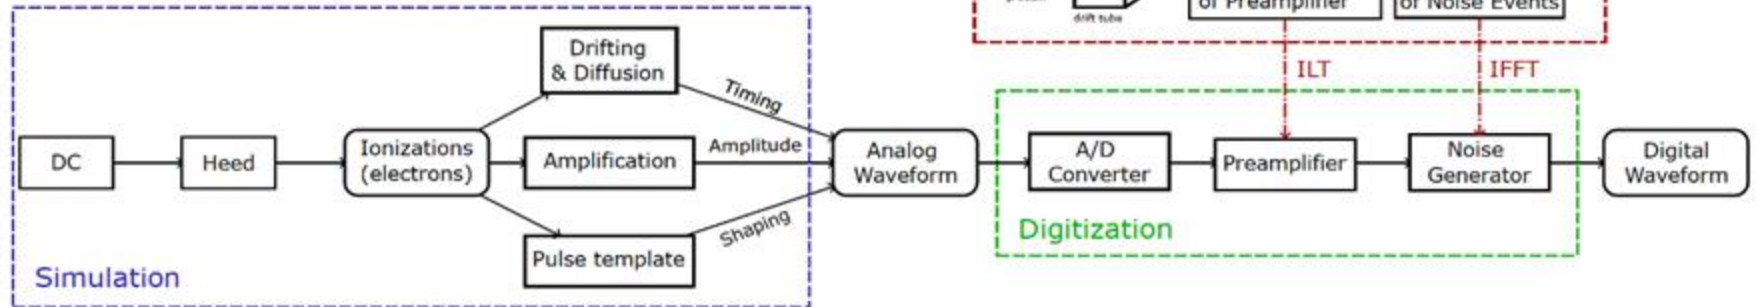 of Preamplifier
of Noise Events
drift tube
ILT
IFFT
Drifting
& Diffusion
Timing
DC
Heed
Ionizations
(electrons)
Amplification
Amplitude
Analog
Waveform
A/D
Converter
Preamplifier
Noise
Generator
Digital
Waveform
Pulse template
Shaping
Digitization
Simulation